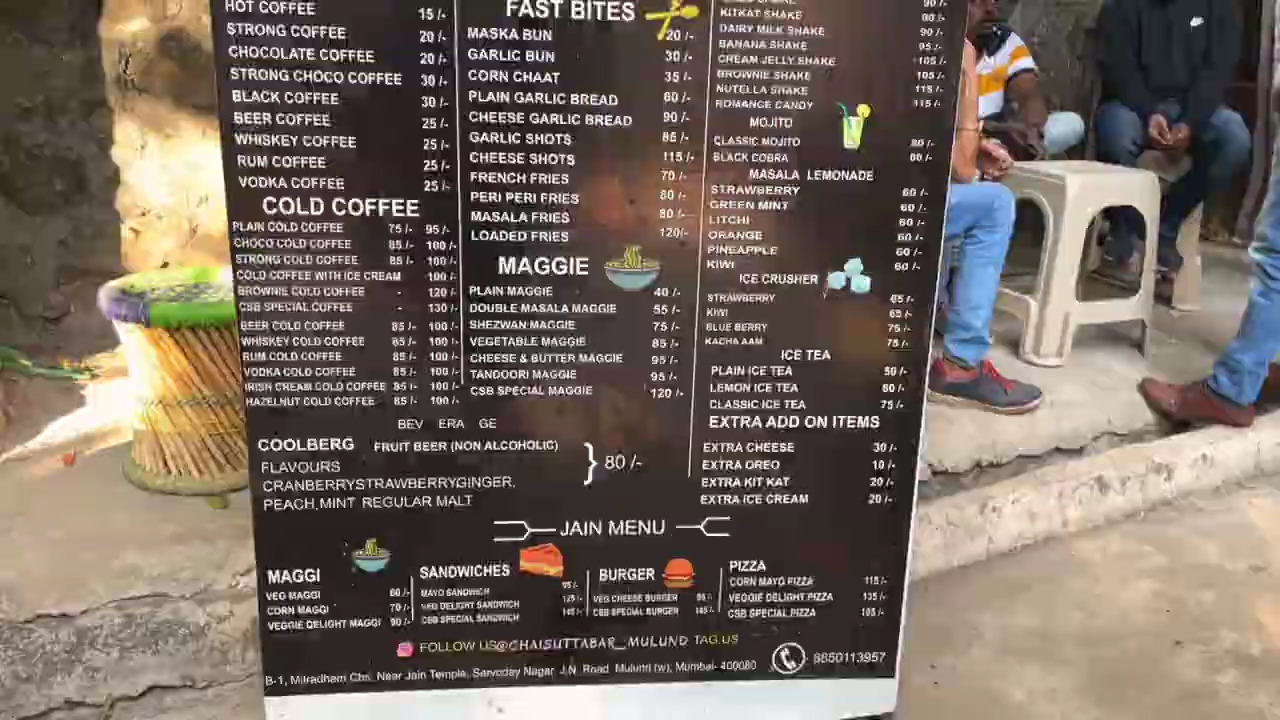 HOT COFFEE 15 /-
STRONG COFFEE 20 /-
CHOCOLATE COFFEE 20 /-
STRONG CHOCO COFFEE 30 /-
BLACK COFFEE 30 /-
BEER COFFEE 25 /-
WHISKEY COFFEE 25 /-
RUM COFFEE 25 /-
VODKA COFFEE 25 /-
COLD COFFEE
PLAIN COLD COFFEE 75 /- 95 /-
CHOCO COLD COFFEE 85 /- 100 /-
STRONG COLD COFFEE 85 /- 100 /-
COLD COFFEE WITH ICE CREAM 100 /-
BROWNIE COLD COFFEE - 120 /-
CSB SPECIAL COFFEE - 130 /-
BEER COLD COFFEE 85 /- 100 /-
WHISKEY COLD COFFEE 85 /- 100 /-
RUM COLD COFFEE 85 /- 100 /-
VODKA COLD COFFEE 85 /- 100 /-
IRISH CREAM COLD COFFEE 85 /- 100 /-
HAZELNUT COLD COFFEE 85 /- 100 /-
FAST BITES
MASKA BUN 20 /-
GARLIC BUN 30 /-
CORN CHAAT 35 /-
PLAIN GARLIC BREAD 60 /-
CHEESE GARLIC BREAD 90 /-
GARLIC SHOTS 85 /-
CHEESE SHOTS 115 /-
FRENCH FRIES 70 /-
PERI PERI FRIES 80 /-
MASALA FRIES 80 /-
LOADED FRIES 120/-
MAGGIE
PLAIN MAGGIE 40 /-
DOUBLE MASALA MAGGIE 55 /-
SHEZWAN MAGGIE 75 /-
VEGETABLE MAGGIE 85 /-
CHEESE & BUTTER MAGGIE 95 /-
TANDOORI MAGGIE 95 /-
CSB SPECIAL MAGGIE 120 /-
KITKAT SHAKE
DAIRY MILK SHAKE 90 /-
BANANA SHAKE 95 /-
CREAM JELLY SHAKE 105 /-
BROWNIE SHAKE 105 /-
NUTELLA SHAKE 115 /-
ROMANCE CANDY 115 /-
MOJITO
CLASSIC MOJITO 80 /-
BLACK COBRA 80 /-
MASALA LEMONADE
STRAWBERRY 60 /-
GREEN MINT 60 /-
LITCHI 60 /-
ORANGE 60 /-
PINEAPPLE 60 /-
KIWI 60 /-
ICE CRUSHER
STRAWBERRY 65 /-
KIWI 65 /-
BLUE BERRY 75 /-
KACHA AAM 75 /-
ICE TEA
PLAIN ICE TEA 50 /-
LEMON ICE TEA 60 /-
CLASSIC ICE TEA 75 /-
EXTRA ADD ON ITEMS
EXTRA CHEESE 30 /-
EXTRA OREO 10 /-
EXTRA KIT KAT 20 /-
EXTRA ICE CREAM 20 /-
BEV ERA GE
COOLBERG FRUIT BEER (NON ALCOHOLIC)
FLAVOURS } 80 /-
CRANBERRYSTRAWBERRYGINGER,
PEACH,MINT REGULAR MALT
JAIN MENU
MAGGI
VEG MAGGI 60 /-
CORN MAGGI 70 /-
VEGGIE DELIGHT MAGGI 90 /-
SANDWICHES
MAYO SANDWICH 95 /-
VEG DELIGHT SANDWICH 125 /-
CSB SPECIAL SANDWICH 145 /-
BURGER
VEG CHEESE BURGER
CSB SPECIAL BURGER
PIZZA
CORN MAYO PIZZA 115 /-
VEGGIE DELIGHT PIZZA 135 /-
CSB SPECIAL PIZZA
FOLLOW US@CHAISUTTABAR_MULUND TAG US
B-1, Mitradham Chs, Near Jain Temple, Sarvoday Nagar, J.N. Road, Mulund (w), Mumbai- 400080
8850113957